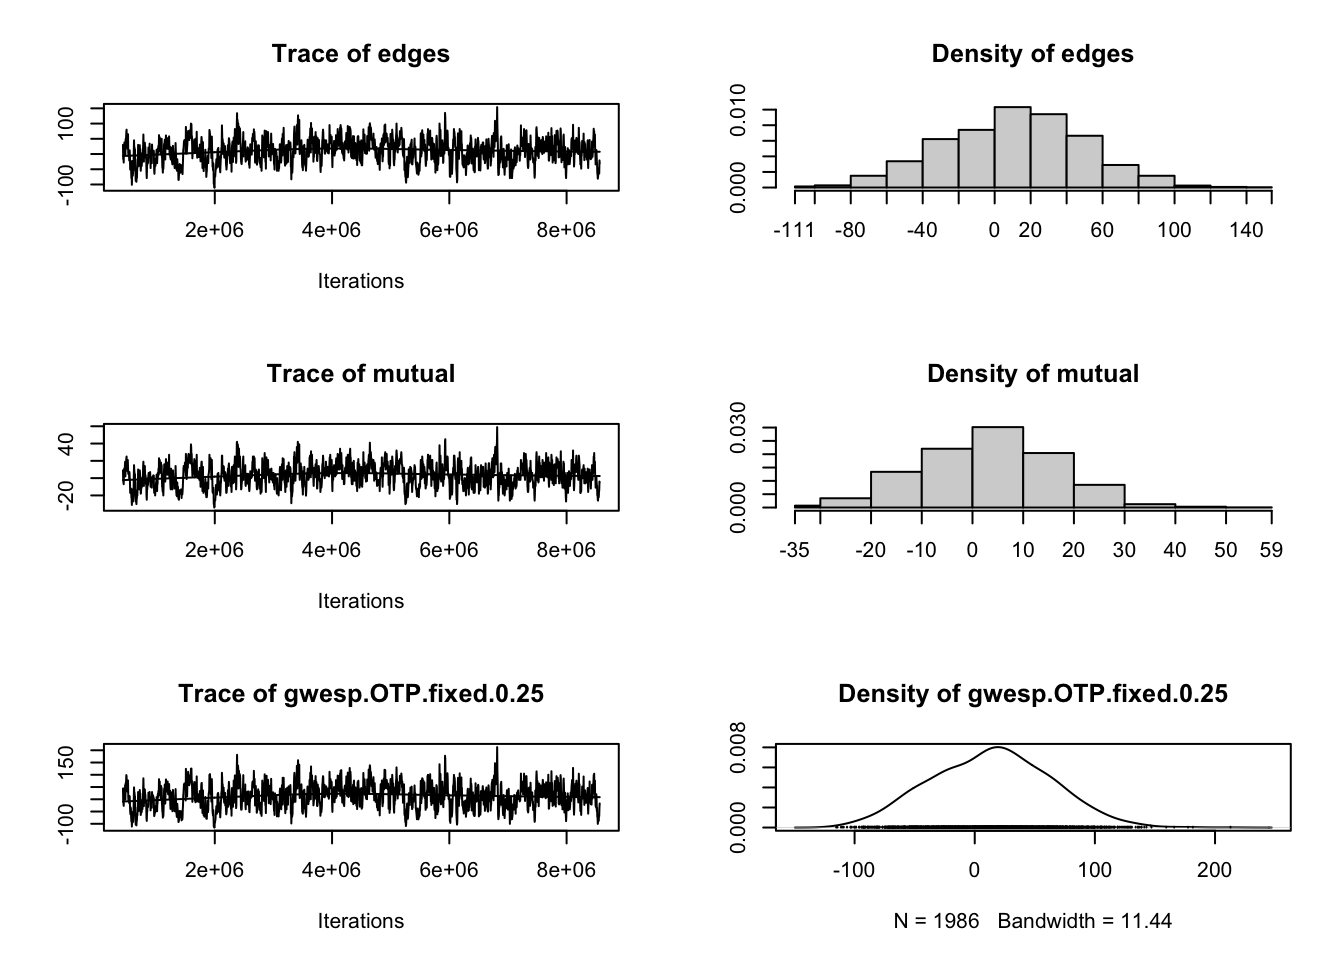 Trace of edges
100
-100
2e+06 4e+06 6e+06 8e+06
Iterations
Density of edges
0.010
0.000
-111 -80 -40 0 20 60 100 140
Trace of mutual
40
-20
2e+06 4e+06 6e+06 8e+06
Iterations
Density of mutual
0.030
0.000
-35 -20 -10 0 10 20 30 40 50 59
Trace of gwesp.OTP.fixed.0.25
150
-100
2e+06 4e+06 6e+06 8e+06
Iterations
Density of gwesp.OTP.fixed.0.25
0.008
0.000
-100 0 100 200
N = 1986 Bandwidth = 11.44